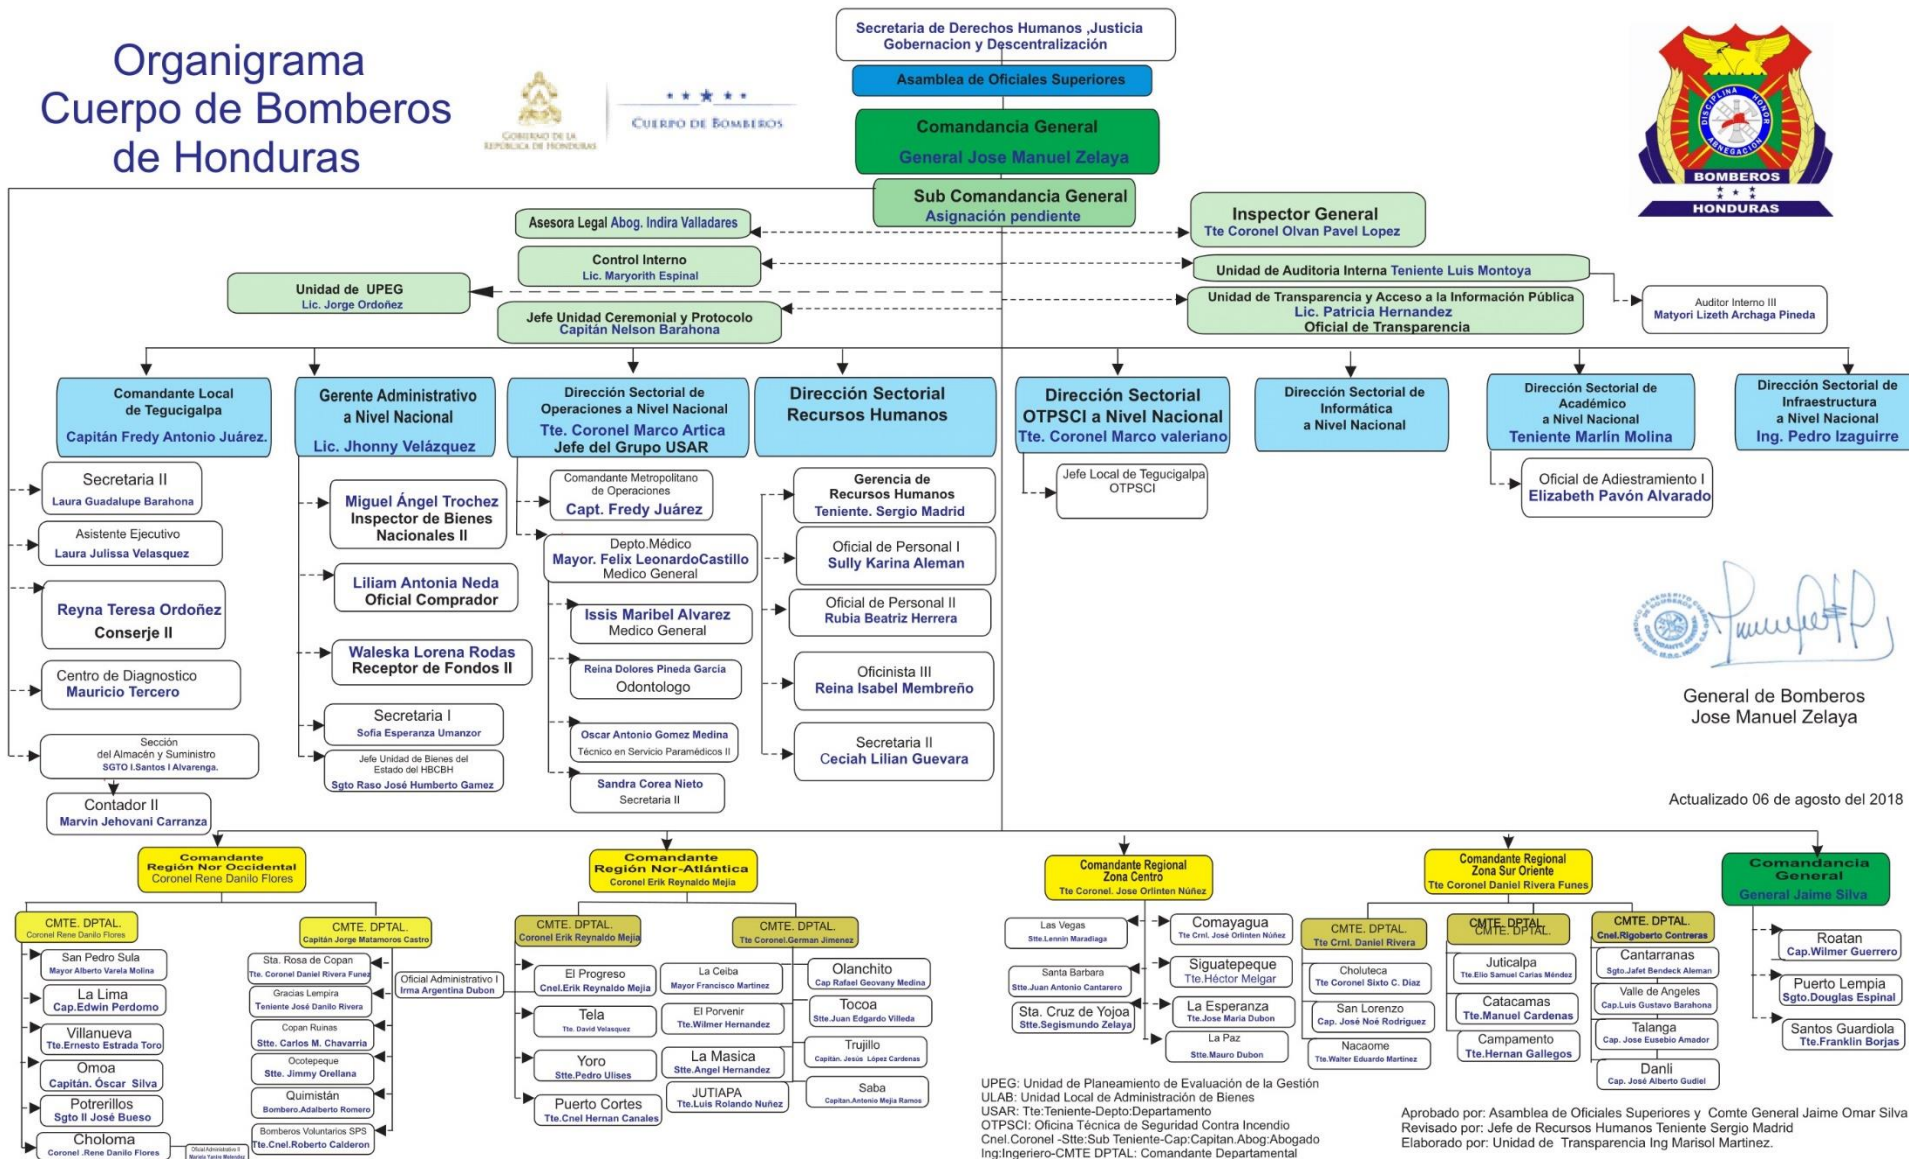 Organigrama
Cuerpo de Bomberos
de Honduras
GOBIERNO DE LA
REPÚBLICA DE HONDURAS
CUERPO DE BOMBEROS
Secretaria de Derechos Humanos ,Justicia
Gobernacion y Descentralización
Asamblea de Oficiales Superiores
Comandancia General
General Jose Manuel Zelaya
Sub Comandancia General
Asignación pendiente
DISCIPLINA HONOR
ABNEGACIÓN
BOMBEROS
HONDURAS
Asesora Legal Abog. Indira Valladares
Inspector General
Tte Coronel Olvan Pavel Lopez
Control Interno
Lic. Maryorith Espinal
Unidad de Auditoria Interna Teniente Luis Montoya
Unidad de UPEG
Lic. Jorge Ordoñez
Jefe Unidad Ceremonial y Protocolo
Capitán Nelson Barahona
Unidad de Transparencia y Acceso a la Información Pública
Lic. Patricia Hernandez
Oficial de Transparencia
Auditor Interno III
Matyori Lizeth Archaga Pineda
Comandante Local
de Tegucigalpa
Capitán Fredy Antonio Juárez.
Gerente Administrativo
a Nivel Nacional
Lic. Jhonny Velázquez
Dirección Sectorial de
Operaciones a Nivel Nacional
Tte. Coronel Marco Artica
Jefe del Grupo USAR
Dirección Sectorial
Recursos Humanos
Dirección Sectorial
OTPSCI a Nivel Nacional
Tte. Coronel Marco valeriano
Dirección Sectorial de
Informática
a Nivel Nacional
Dirección Sectorial de
Académico
a Nivel Nacional
Teniente Marlín Molina
Dirección Sectorial de
Infraestructura
a Nivel Nacional
Ing. Pedro Izaguirre
Secretaria II
Laura Guadalupe Barahona
Asistente Ejecutivo
Laura Julissa Velasquez
Reyna Teresa Ordoñez
Conserje II
Centro de Diagnostico
Mauricio Tercero
Sección
del Almacén y Suministro
SGTO I.Santos I Alvarenga.
Contador II
Marvin Jehovani Carranza
Miguel Ángel Trochez
Inspector de Bienes
Nacionales II
Liliam Antonia Neda
Oficial Comprador
Waleska Lorena Rodas
Receptor de Fondos II
Secretaria I
Sofia Esperanza Umanzor
Jefe Unidad de Bienes del
Estado del HBCBH
Sgto Raso José Humberto Gamez
Comandante Metropolitano
de Operaciones
Capt. Fredy Juárez
Depto.Médico
Mayor. Felix LeonardoCastillo
Medico General
Issis Maribel Alvarez
Medico General
Reina Dolores Pineda Garcia
Odontologo
Oscar Antonio Gomez Medina
Técnico en Servicio Paramédicos II
Sandra Corea Nieto
Secretaria II
Gerencia de
Recursos Humanos
Teniente. Sergio Madrid
Oficial de Personal I
Sully Karina Aleman
Oficial de Personal II
Rubia Beatriz Herrera
Oficinista III
Reina Isabel Membreño
Secretaria II
Ceciah Lilian Guevara
Jefe Local de Tegucigalpa
OTPSCI
Oficial de Adiestramiento I
Elizabeth Pavón Alvarado
General de Bomberos
Jose Manuel Zelaya
Actualizado 06 de agosto del 2018
Comandante
Región Nor Occidental
Coronel Rene Danilo Flores
CMTE. DPTAL.
Coronel Rene Danilo Flores
San Pedro Sula
Mayor Alberto Varela Molina
La Lima
Cap.Edwin Perdomo
Villanueva
Tte.Ernesto Estrada Toro
Omoa
Capitán. Óscar Silva
Potrerillos
Sgto II José Bueso
Choloma
Coronel .Rene Danilo Flores
Oficial Administrativo II
CMTE. DPTAL.
Capitán Jorge Matamoros Castro
Sta. Rosa de Copan
Tte. Coronel Daniel Rivera Funez
Gracias Lempira
Teniente José Danilo Rivera
Copan Ruinas
Stte. Carlos M. Chavarria
Ocotepeque
Stte. Jimmy Orellana
Quimistán
Bombero.Adalberto Romero
Bomberos Voluntarios SPS
Tte.Cnel.Roberto Calderon
Comandante
Región Nor-Atlántica
Coronel Erik Reynaldo Mejia
CMTE. DPTAL.
Coronel Erik Reynaldo Mejia
Oficial Administrativo I
Irma Argentina Dubon
El Progreso
Cnel.Erik Reynaldo Mejia
Tela
Tte. David Velasquez
Yoro
Stte.Pedro Ulises
Puerto Cortes
Tte.Cnel Hernan Canales
CMTE. DPTAL.
Tte Coronel.German Jimenez
La Ceiba
Mayor Francisco Martinez
El Porvenir
Tte.Wilmer Hernandez
La Masica
Stte.Angel Hernandez
JUTIAPA
Tte.Luis Rolando Nuñez
Olanchito
Cap Rafael Geovany Medina
Tocoa
Stte.Juan Edgardo Villeda
Trujillo
Capitán. Jesús López Cardenas
Saba
Capitan.Antonio Mejia Ramos
Comandante Regional
Zona Centro
Tte Coronel. Jose Orlinten Núñez
Las Vegas
Stte.Lennin Maradiaga
Comayagua
Tte Crnl. José Orlinten Núñez
Santa Barbara
Stte.Juan Antonio Cantarero
Siguatepeque
Tte.Héctor Melgar
Sta. Cruz de Yojoa
Stte.Segismundo Zelaya
La Esperanza
Tte.Jose Maria Dubon
La Paz
Stte.Mauro Dubon
Comandante Regional
Zona Sur Oriente
Tte Coronel Daniel Rivera Funes
CMTE. DPTAL.
Tte Crnl. Daniel Rivera
Choluteca
Tte Coronel Sixto C. Diaz
San Lorenzo
Cap. José Noè Rodriguez
Nacaome
Tte.Walter Eduardo Martinez
CMTE. DPTAL
CMTE. DPTAL.
Juticalpa
Tte.Elio Samuel Carias Méndez
Catacamas
Tte.Manuel Cardenas
Campamento
Tte.Hernan Gallegos
CMTE. DPTAL.
Cnel.Rigoberto Contreras
Cantarranas
Sgto.Jafet Bendeck Aleman
Valle de Angeles
Cap.Luis Gustavo Barahona
Talanga
Cap. Jose Eusebio Amador
Danli
Cap. José Alberto Gudiel
Comandancia
General
General Jaime Silva
Roatan
Cap.Wilmer Guerrero
Puerto Lempia
Sgto.Douglas Espinal
Santos Guardiola
Tte.Franklin Borjas
UPEG: Unidad de Planeamiento de Evaluación de la Gestión
ULAB: Unidad Local de Administración de Bienes
USAR: Tte:Teniente-Depto:Departamento
OTPSCI: Oficina Técnica de Seguridad Contra Incendio
Cnel.Coronel -Stte:Sub Teniente-Cap:Capitan.Abog:Abogado
Ing:Ingeriero-CMTE DPTAL: Comandante Departamental
Aprobado por: Asamblea de Oficiales Superiores y Comte General Jaime Omar Silva
Revisado por: Jefe de Recursos Humanos Teniente Sergio Madrid
Elaborado por: Unidad de Transparencia Ing Marisol Martinez.